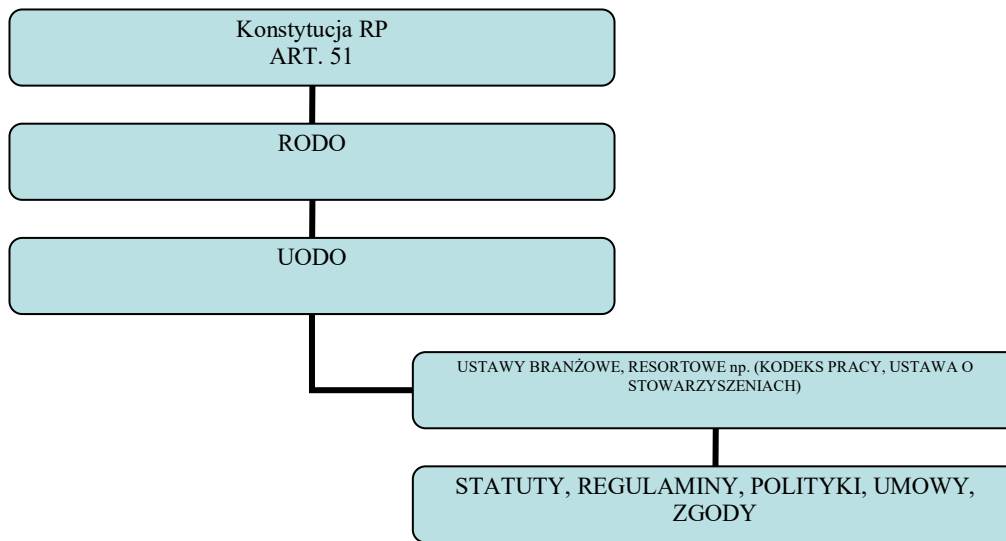 Konstytucja RP
ART. 51
RODO
UODO
USTAWY BRANŻOWE, RESORTOWE np. (KODEKS PRACY, USTAWA O
STOWARZYSZENIACH)
STATUTY, REGULAMINY, POLITYKI, UMOWY,
ZGODY